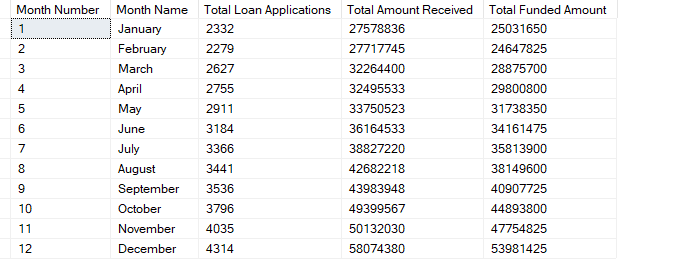 Month Number Month Name Total Loan Applications Total Amount Received Total Funded Amount
1 January 2332 27578836 25031650
2 February 2279 27717745 24647825
3 March 2627 32264400 28875700
4 April 2755 32495533 29800800
5 May 2911 33750523 31738350
6 June 3184 36164533 34161475
7 July 3366 38827220 35813900
8 August 3441 42682218 38149600
9 September 3536 43983948 40907725
10 October 3796 49399567 44893800
11 November 4035 50132030 47754825
12 December 4314 58074380 53981425